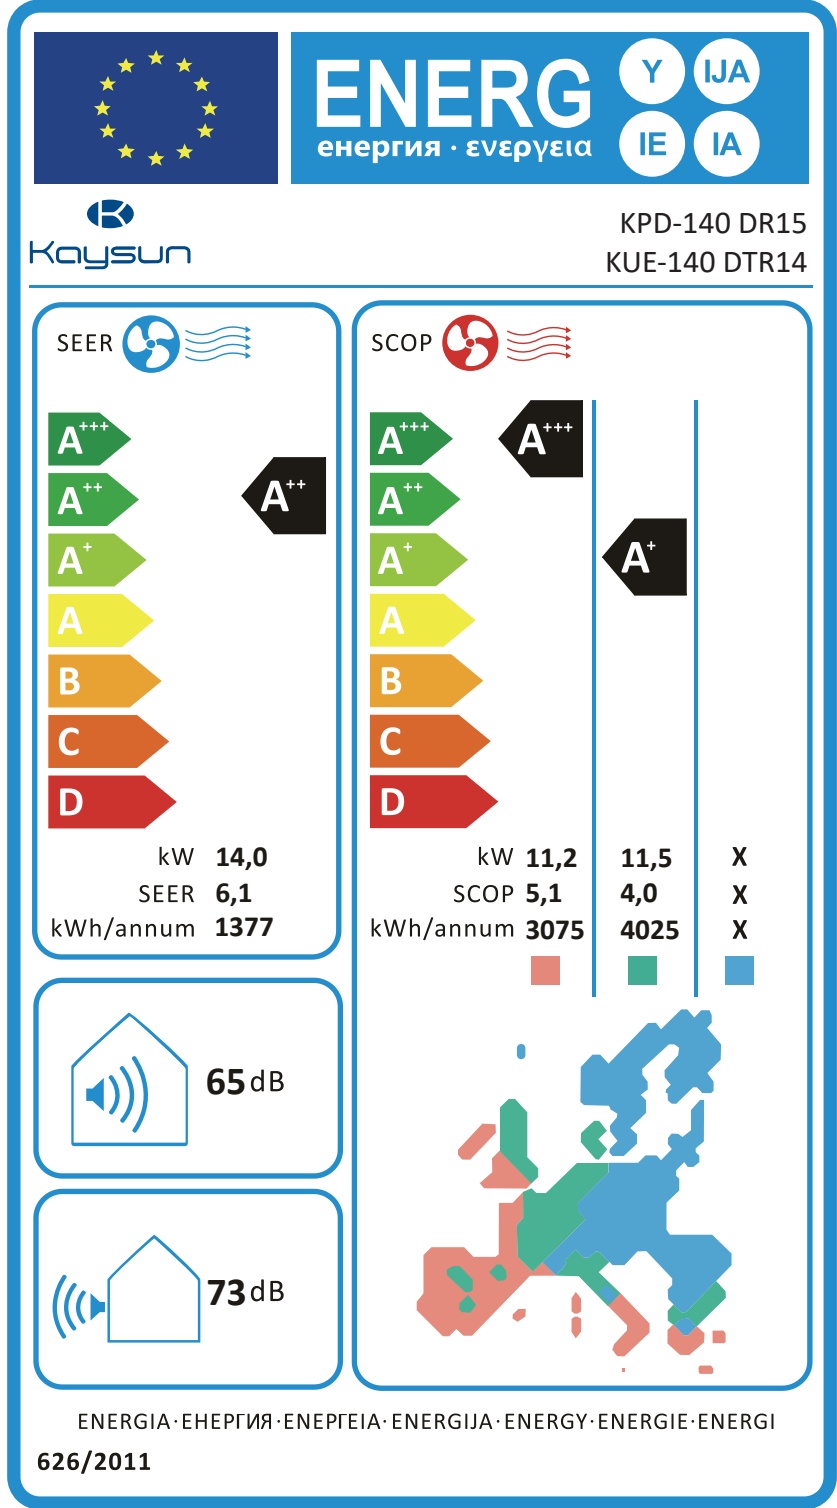 ENERG
енергия · ενεργεια
Y IJA
IE IA
Kaysun
KPD-140 DR15
KUE-140 DTR14
SEER
A+++
A++
A+
A
B
C
D
A++
kW 14,0
SEER 6,1
kWh/annum 1377
SCOP
A+++
A++
A+
A
B
C
D
A+++
A+
kW 11,2 11,5 X
SCOP 5,1 4,0 X
kWh/annum 3075 4025 X
65 dB
73 dB
ENERGIA·ЕНЕРГИЯ·ΕΝΕΡΓΕΙΑ·ENERGIJA·ENERGY·ENERGIE·ENERGI
626/2011